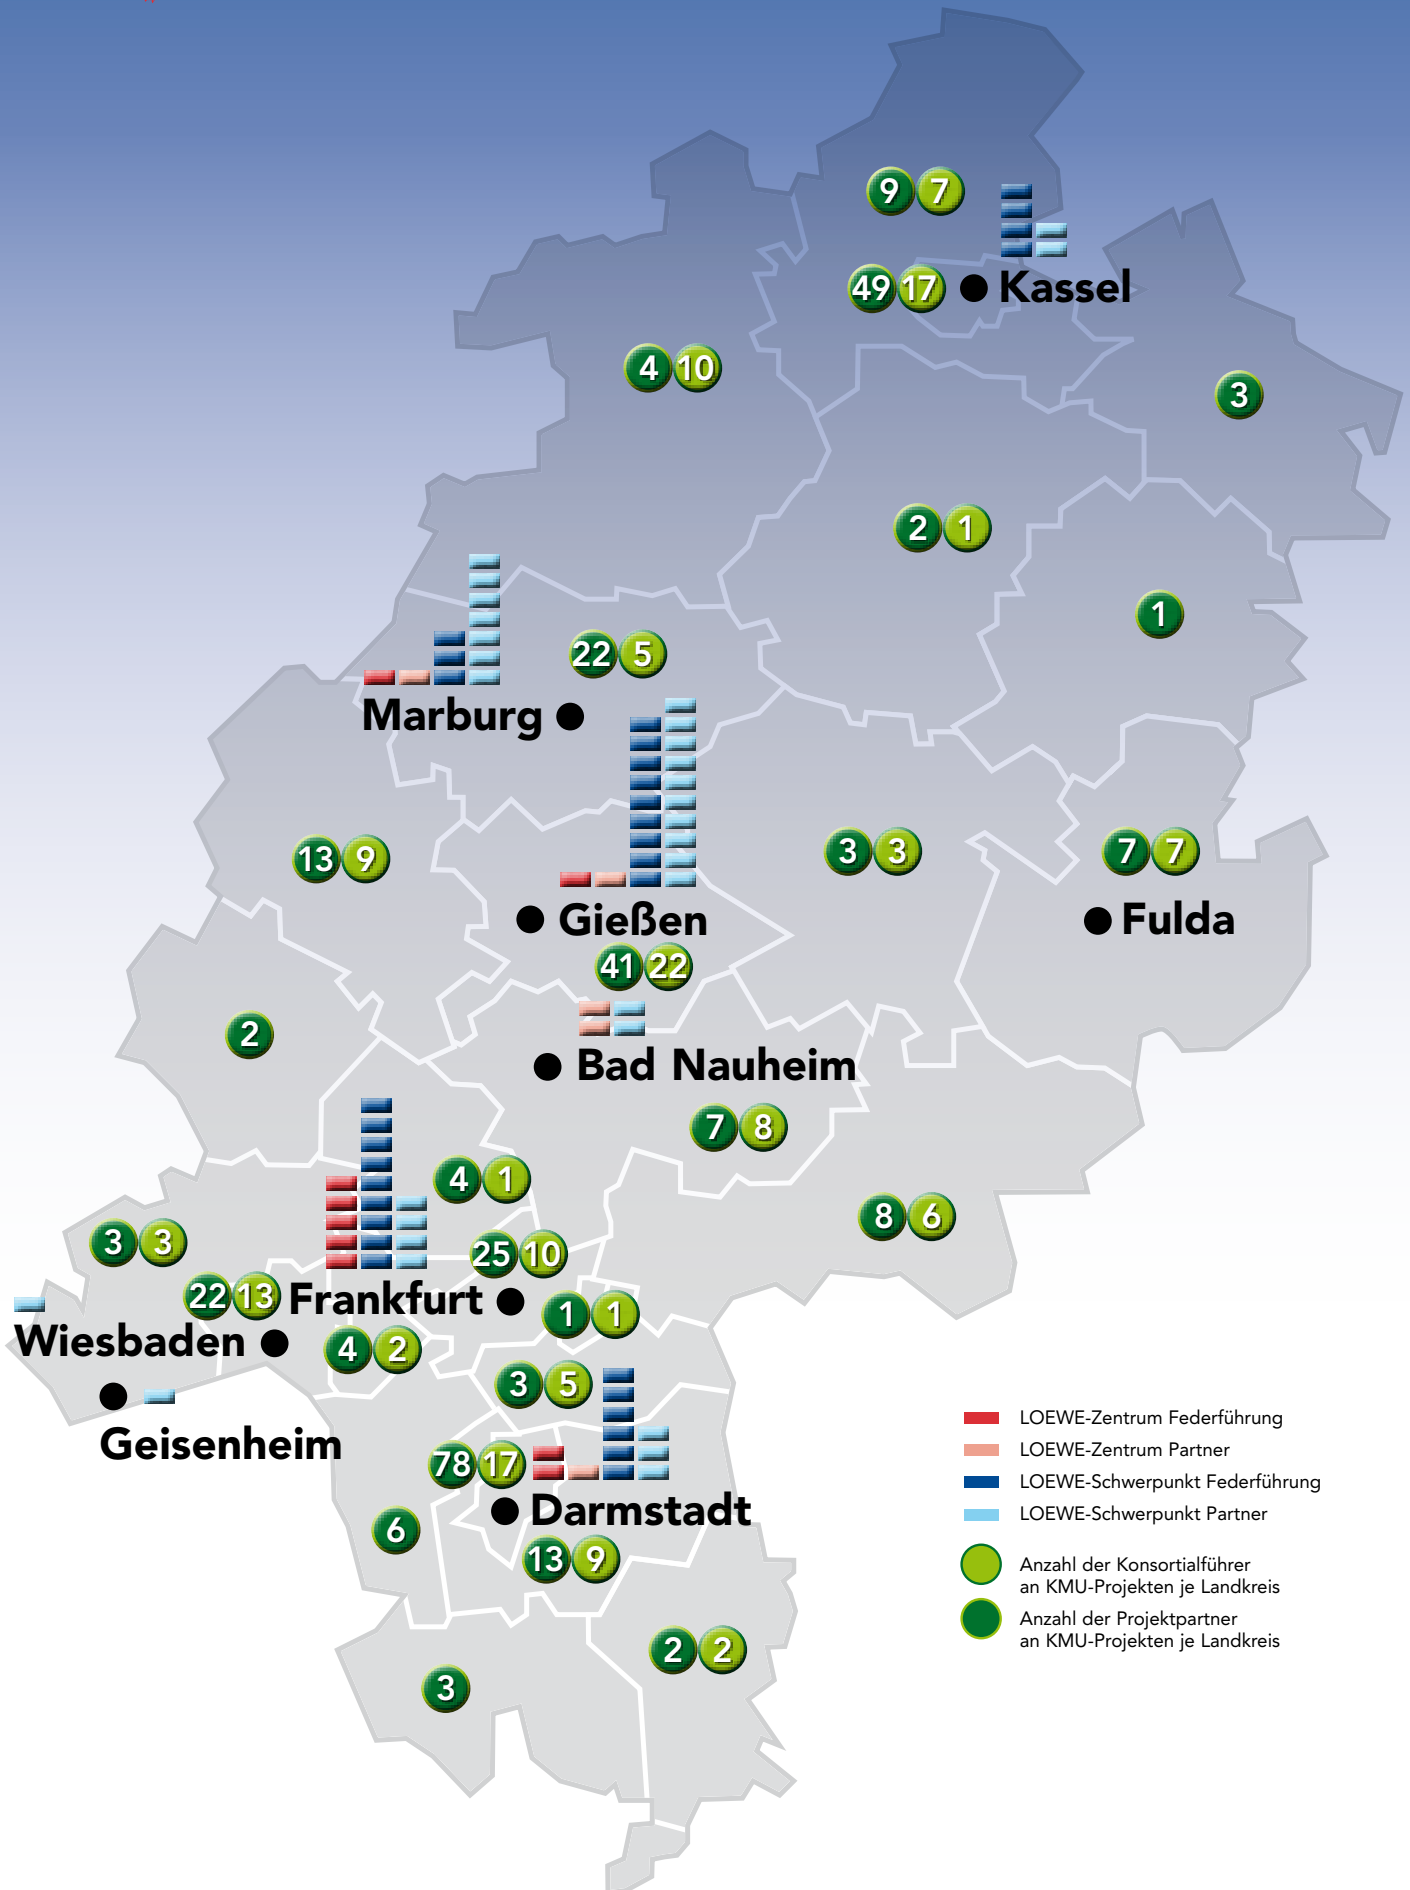 9 7
49 17 Kassel
4 10
3
2 1
1
22 5
Marburg
13 9
3 3
7 7
Gießen
Fulda
41 22
2
Bad Nauheim
7 8
4 1
8 6
3 3
25 10
22 13 Frankfurt
1 1
Wiesbaden
4 2
3 5
Geisenheim
78 17
Darmstadt
6
13 9
2 2
3
LOEWE-Zentrum Federführung
LOEWE-Zentrum Partner
LOEWE-Schwerpunkt Federführung
LOEWE-Schwerpunkt Partner
Anzahl der Konsortialführer
an KMU-Projekten je Landkreis
Anzahl der Projektpartner
an KMU-Projekten je Landkreis